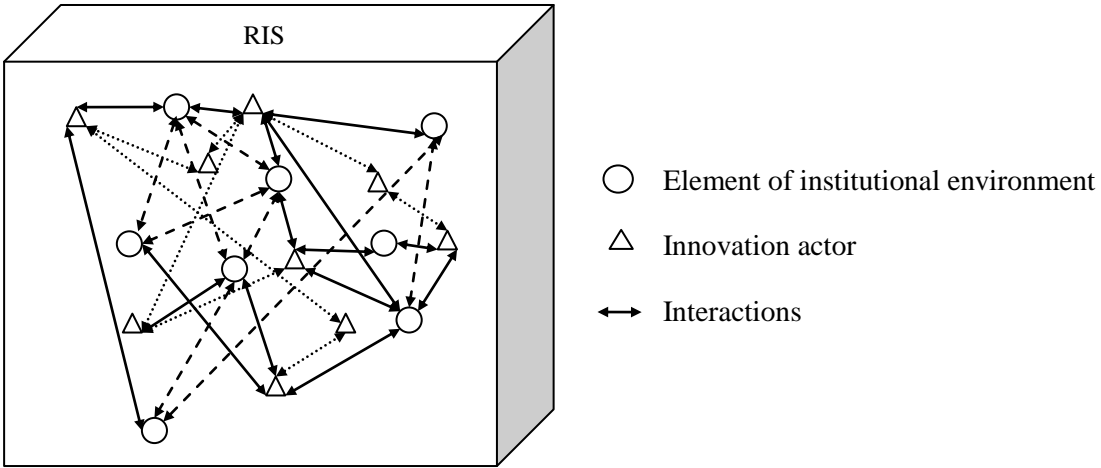 RIS
Element of institutional environment
Innovation actor
Interactions